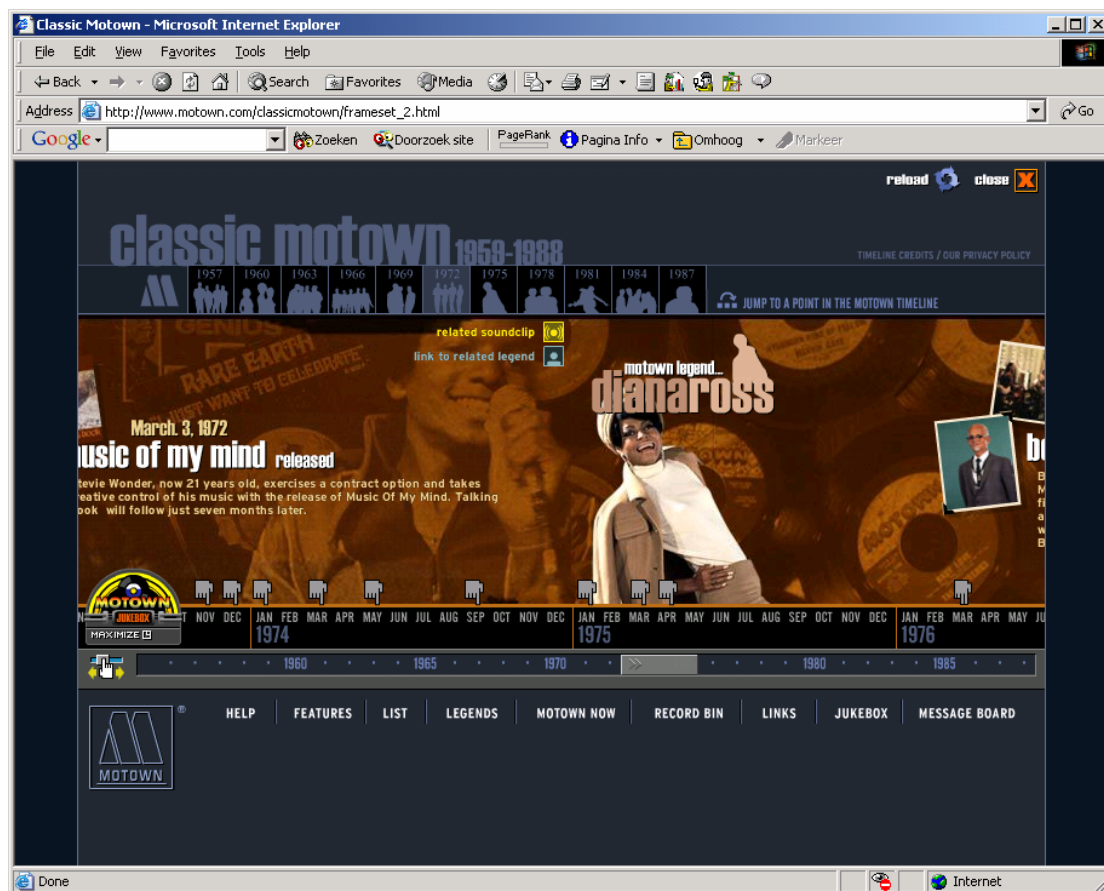 Classic Motown - Microsoft Internet Explorer
File Edit View Favorites Tools Help
Back Search Favorites Media
Address http://www.motown.com/classicmotown/frameset_2.html Go
Google Zoeken Doorzoek site PageRank Pagina Info Omhoog Markeer
reload close X
classic motown 1959-1988
TIMELINE CREDITS / OUR PRIVACY POLICY
1957 1960 1963 1966 1969 1972 1975 1978 1981 1984 1987
JUMP TO A POINT IN THE MOTOWN TIMELINE
GENIUS
related soundclip
link to related legend
RARE EARTH
I JUST WANT TO CELEBRATE
motown legend...
dianaross
March. 3, 1972
usic of my mind released
tevie Wonder, now 21 years old, exercises a contract option and takes
reative control of his music with the release of Music Of My Mind. Talking
ook will follow just seven months later.
MOTOWN
JUKEBOX
MAXIMIZE
T NOV DEC JAN FEB MAR APR MAY JUN JUL AUG SEP OCT NOV DEC JAN FEB MAR APR MAY JUN JUL AUG SEP OCT NOV DEC JAN FEB MAR APR MAY JU
1974 1975 1976
1960 1965 1970 1980 1985
HELP FEATURES LIST LEGENDS MOTOWN NOW RECORD BIN LINKS JUKEBOX MESSAGE BOARD
MOTOWN ®
Done Internet